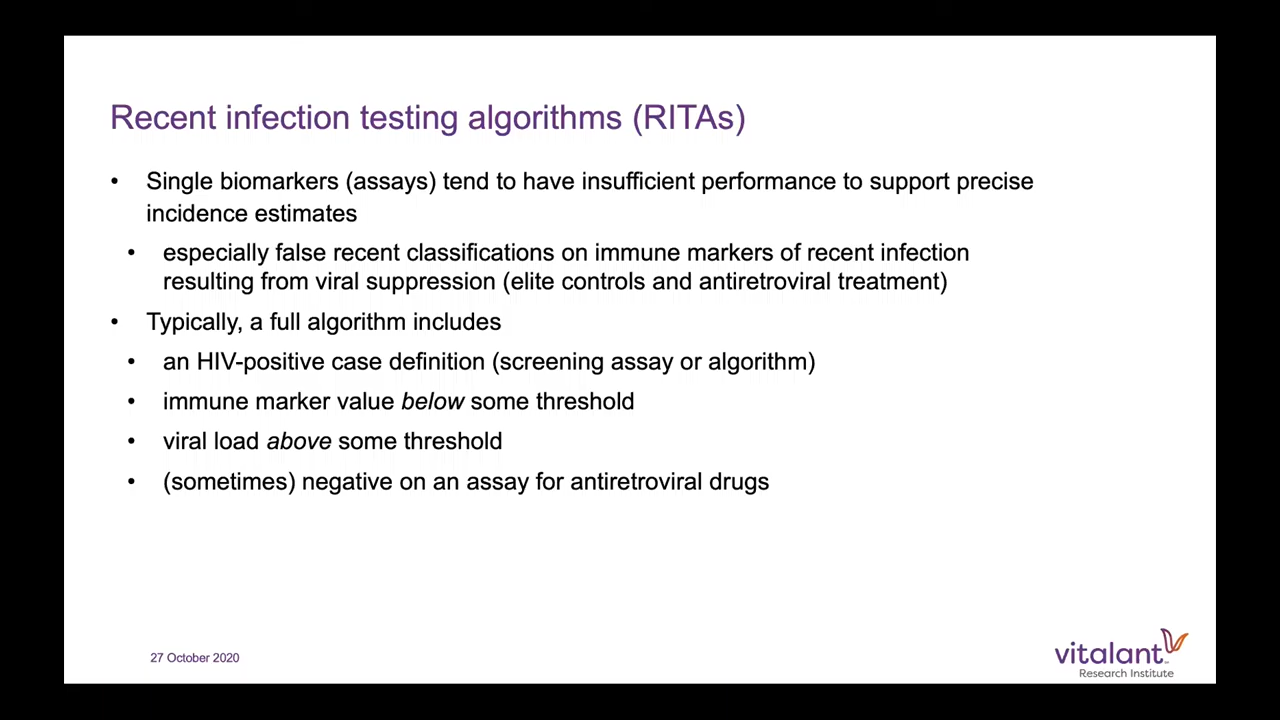 Recent infection testing algorithms (RITAs)
• Single biomarkers (assays) tend to have insufficient performance to support precise
incidence estimates
• especially false recent classifications on immune markers of recent infection
resulting from viral suppression (elite controls and antiretroviral treatment)
• Typically, a full algorithm includes
• an HIV-positive case definition (screening assay or algorithm)
• immune marker value below some threshold
• viral load above some threshold
• (sometimes) negative on an assay for antiretroviral drugs
27 October 2020
vitalant
Research Institute